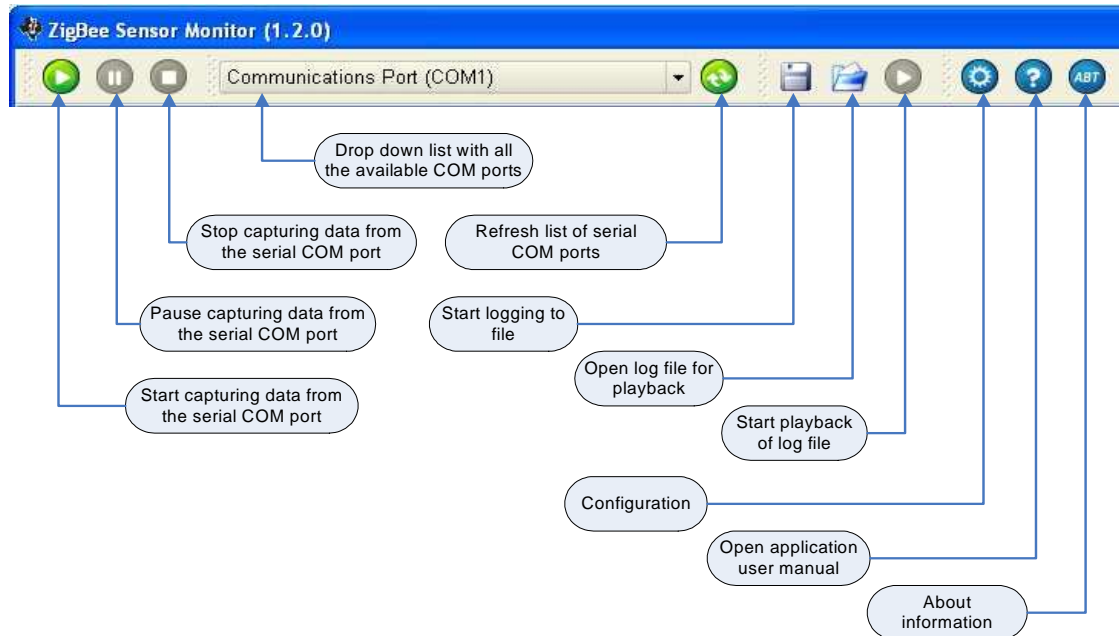 ZigBee Sensor Monitor (1.2.0)
Communications Port (COM1)
ABT
Drop down list with all
the available COM ports
Stop capturing data from
the serial COM port
Refresh list of serial
COM ports
Pause capturing data from
the serial COM port
Start logging to
file
Open log file for
playback
Start capturing data from
the serial COM port
Start playback
of log file
Configuration
Open application
user manual
About
information